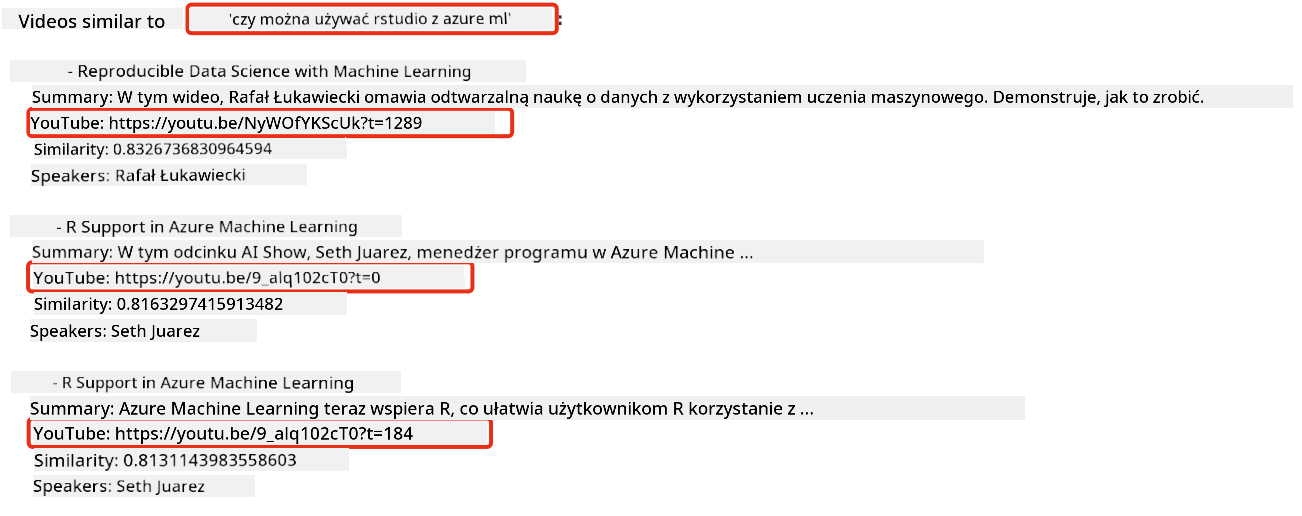 Videos similar to 'czy można używać rstudio z azure ml':
- Reproducible Data Science with Machine Learning
Summary: W tym wideo, Rafał Łukawiecki omawia odtwarzalną naukę o danych z wykorzystaniem uczenia maszynowego. Demonstruje, jak to zrobić.
YouTube: https://youtu.be/NyWOfYKScUk?t=1289
Similarity: 0.8326736830964594
Speakers: Rafał Łukawiecki
- R Support in Azure Machine Learning
Summary: W tym odcinku AI Show, Seth Juarez, menedżer programu w Azure Machine ...
YouTube: https://youtu.be/9_alq102cT0?t=0
Similarity: 0.8163297415913482
Speakers: Seth Juarez
- R Support in Azure Machine Learning
Summary: Azure Machine Learning teraz wspiera R, co ułatwia użytkownikom R korzystanie z ...
YouTube: https://youtu.be/9_alq102cT0?t=184
Similarity: 0.8131143983558603
Speakers: Seth Juarez